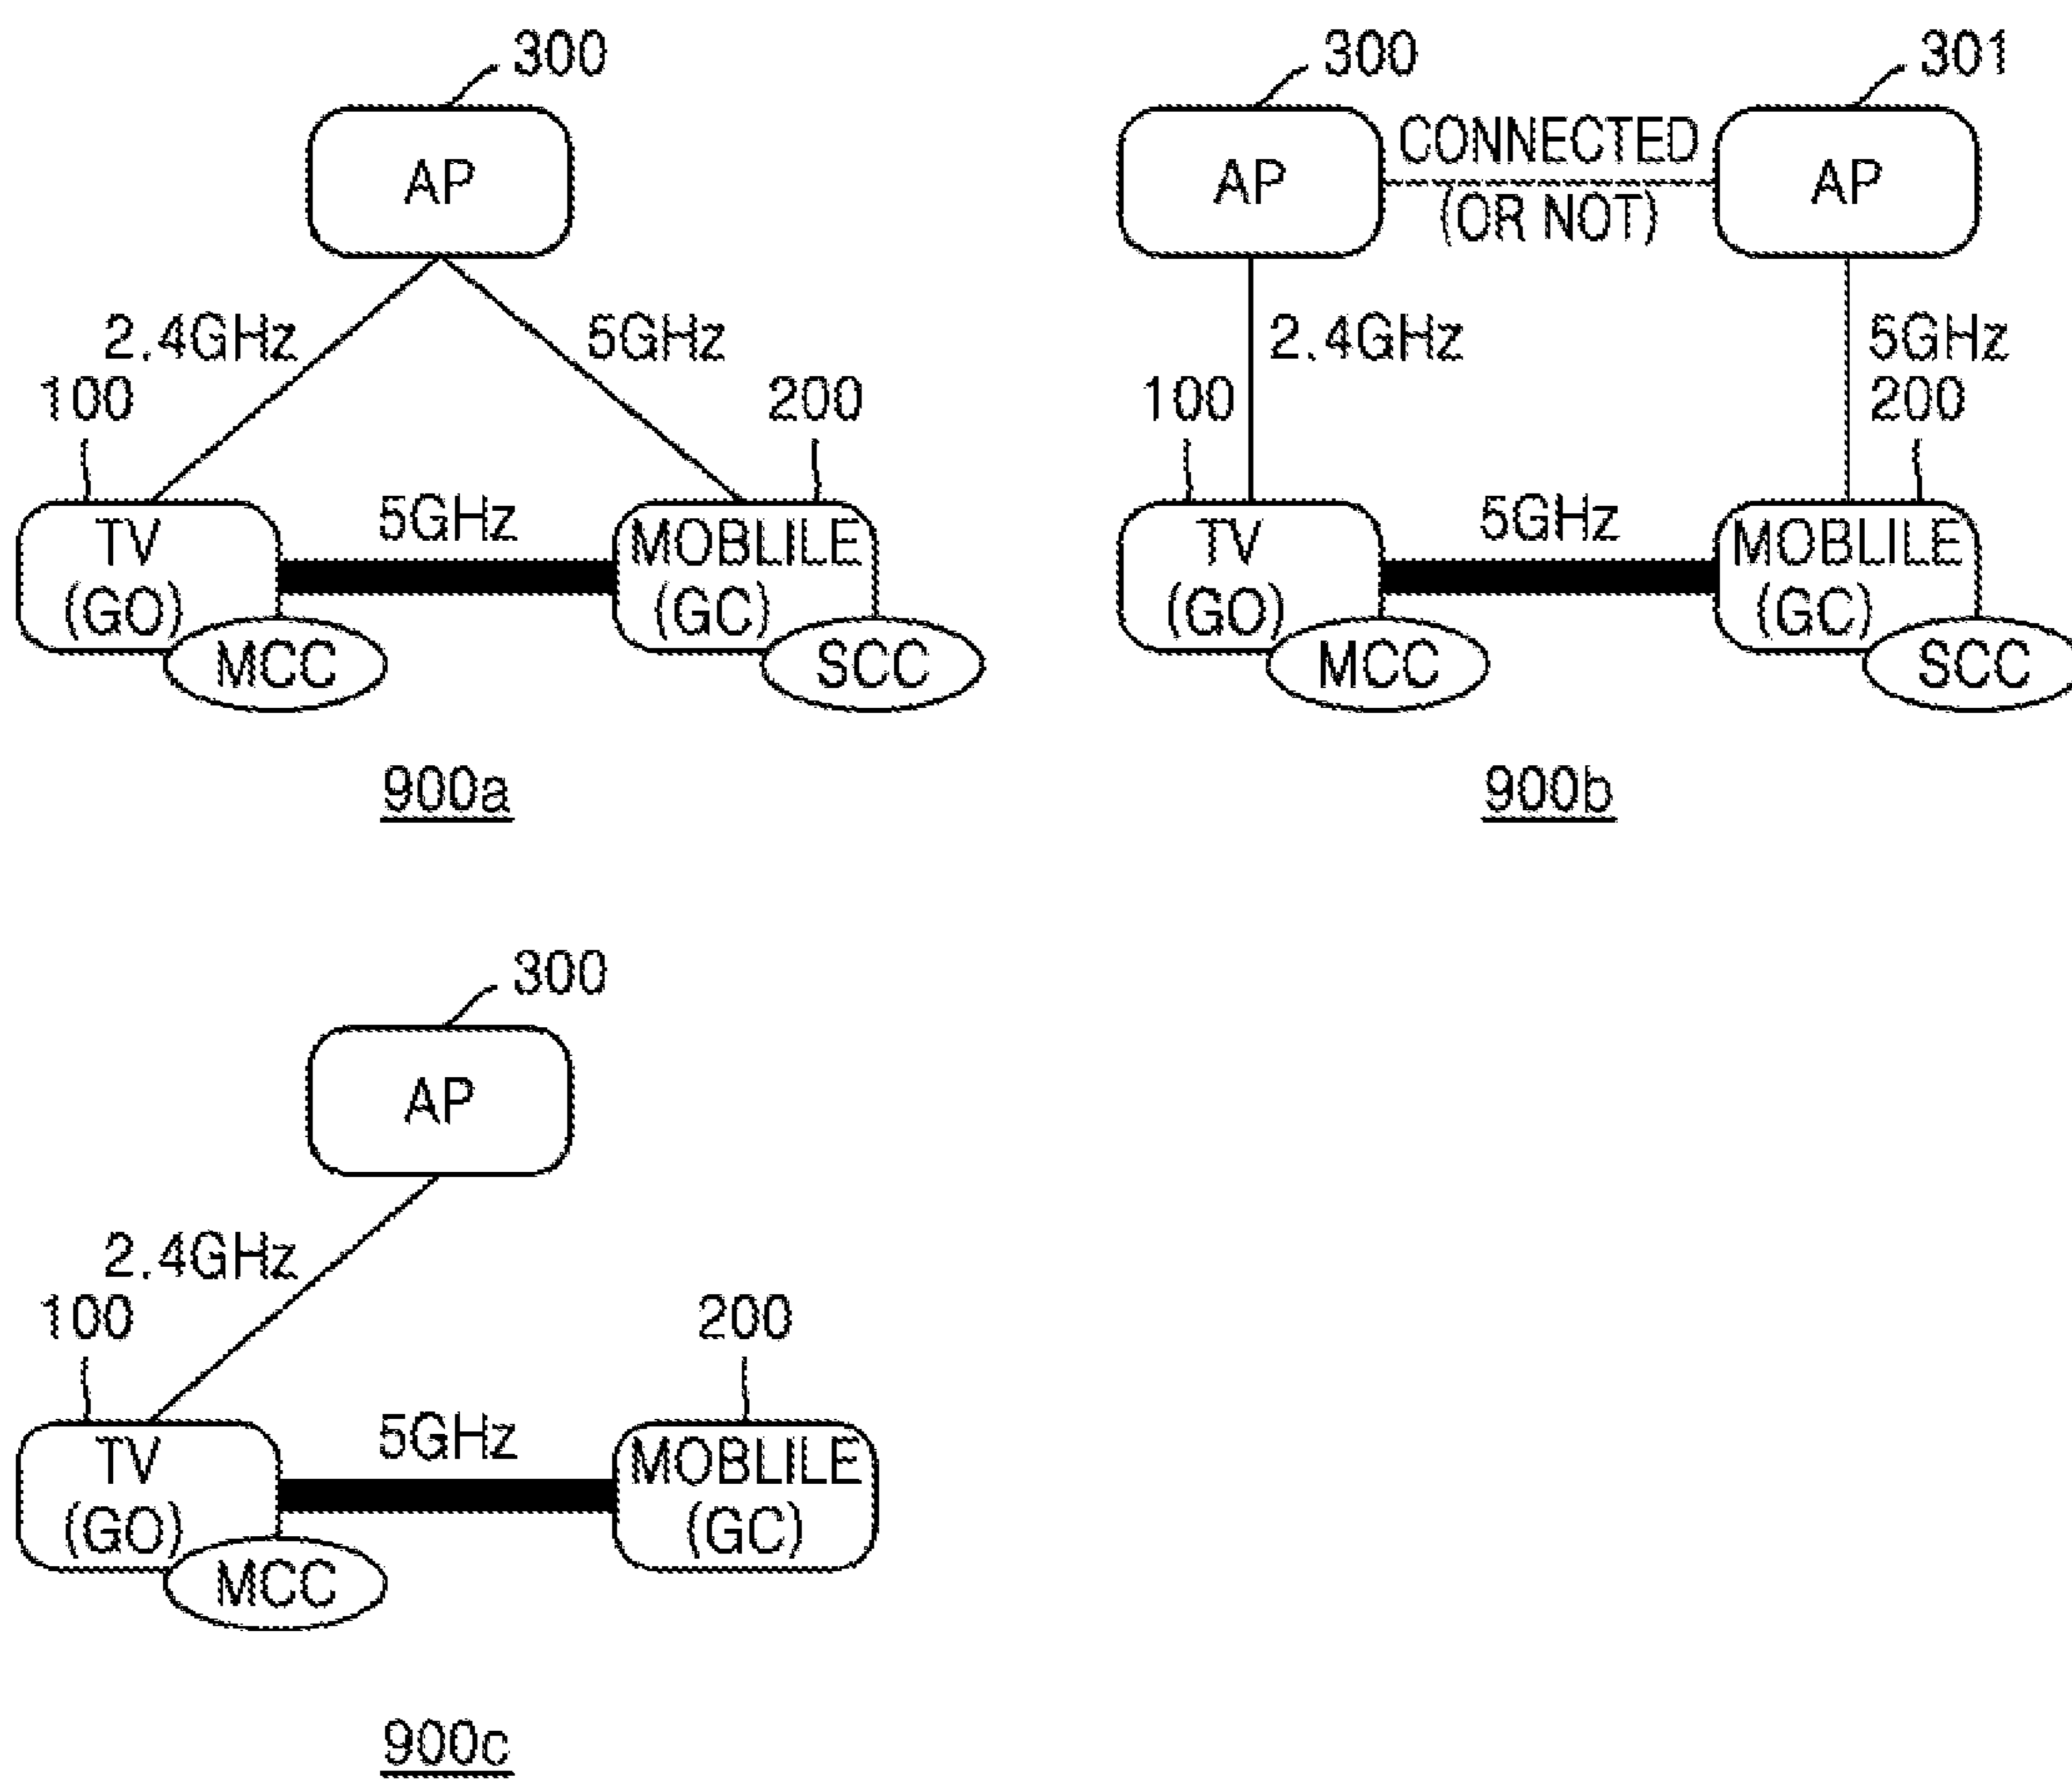 300
AP
2.4GHz
5GHz
100
200
TV
(GO)
MCC
5GHz
MOBLILE
(GC)
SCC
900a
300
301
AP
CONNECTED
(OR NOT)
AP
2.4GHz
5GHz
100
200
TV
(GO)
MCC
5GHz
MOBLILE
(GC)
SCC
900b
300
AP
2.4GHz
100
200
TV
(GO)
MCC
5GHz
MOBLILE
(GC)
900c